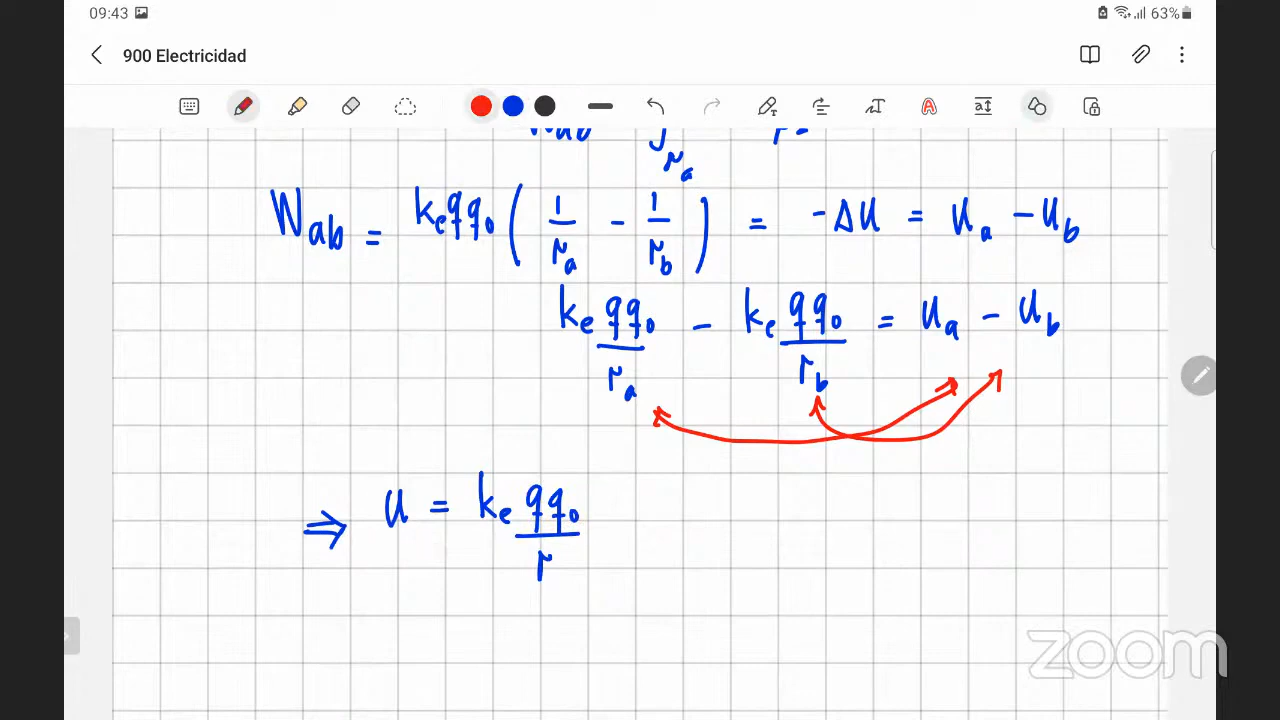 09:43 63%
900 Electricidad
r_a
W_ab = k_e q q_0 ( 1/r_a - 1/r_b ) = -ΔU = U_a - U_b
k_e q q_0/r_a - k_e q q_0/r_b = U_a - U_b
⇒ U = k_e q q_0/r
zoom